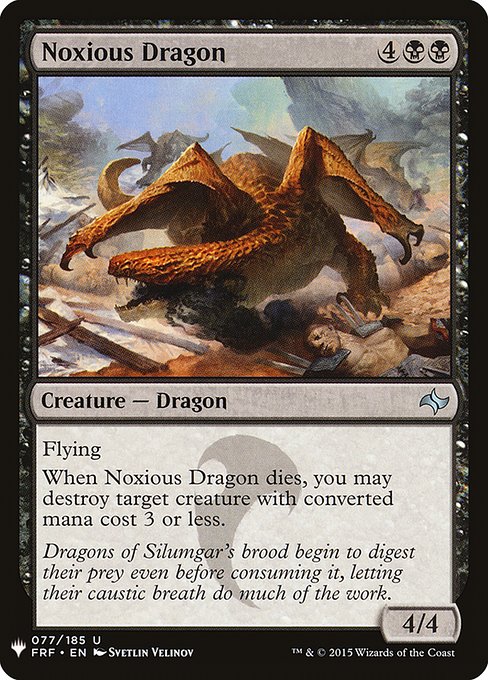 Noxious Dragon 4
Creature — Dragon
Flying
When Noxious Dragon dies, you may
destroy target creature with converted
mana cost 3 or less.
Dragons of Silumgar's brood begin to digest
their prey even before consuming it, letting
their caustic breath do much of the work.
4/4
077/185 U
FRF • EN SVETLIN VELINOV
™ & © 2015 Wizards of the Coast